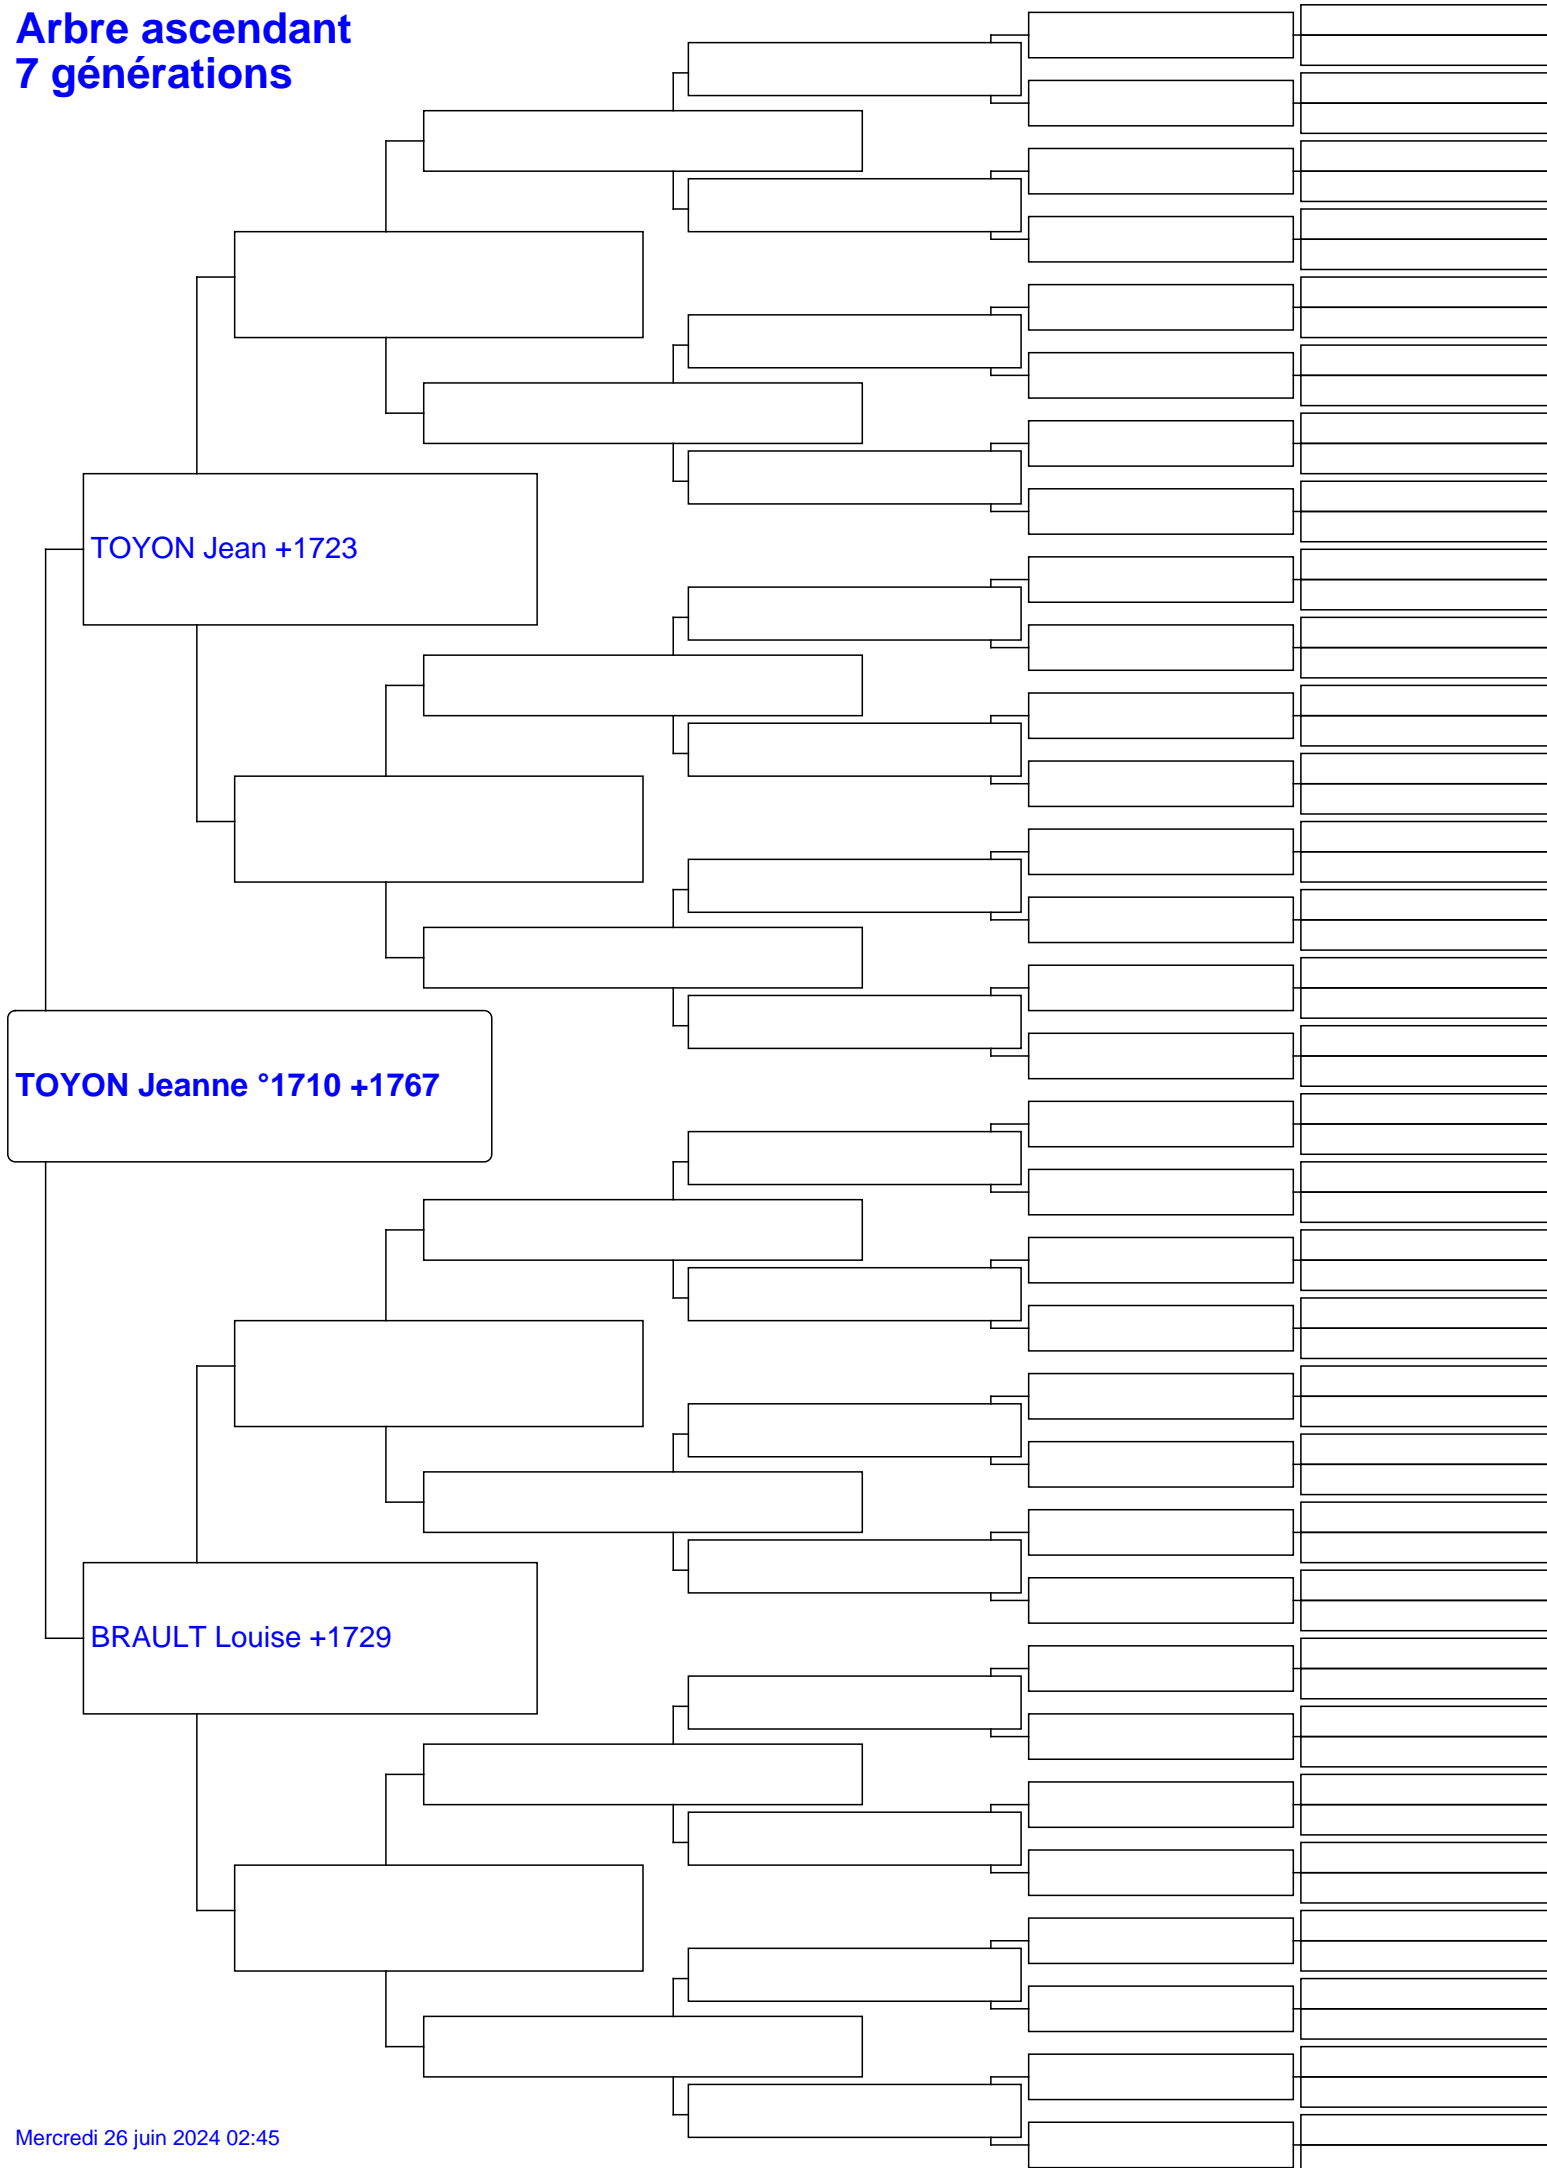 Arbre ascendant
7 générations
TOYON Jean +1723
TOYON Jeanne °1710 +1767
BRAULT Louise +1729
Mercredi 26 juin 2024 02:45